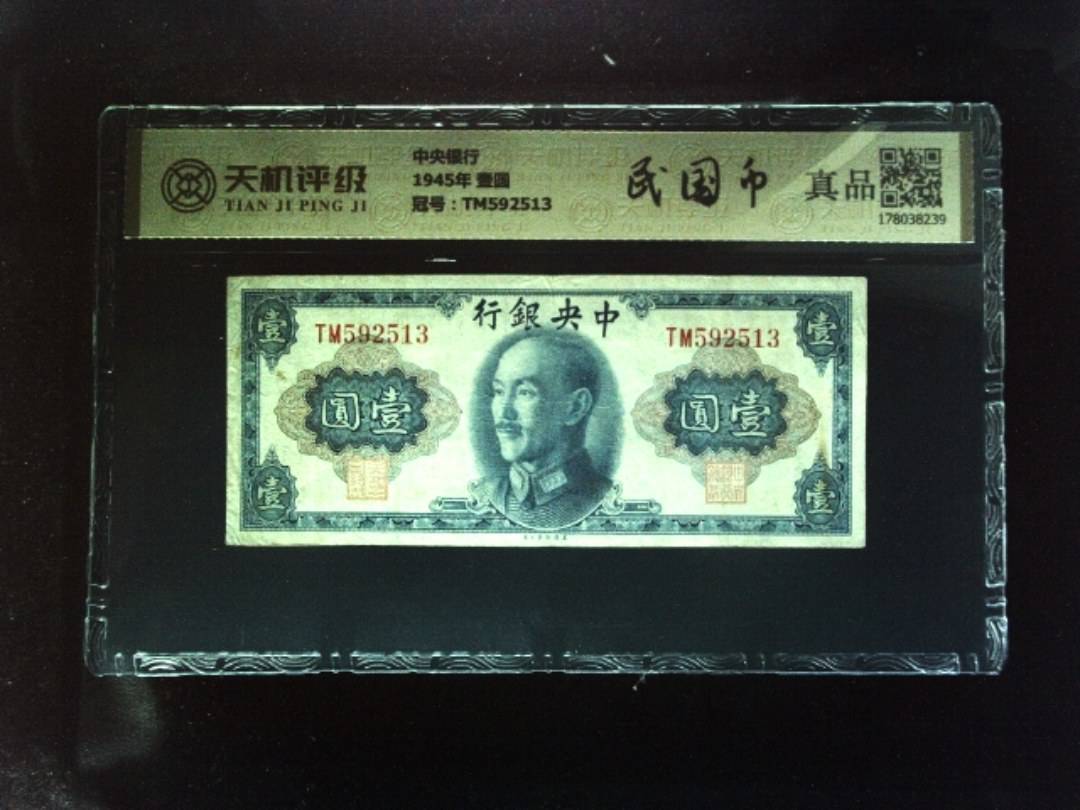 天机评级
TIAN JI PING JI
中央银行
1945年 壹圆
冠号：TM592513
民国币
真品
178038239
行銀央中
TM592513
TM592513
圓壹
圓壹
壹
壹
壹
壹